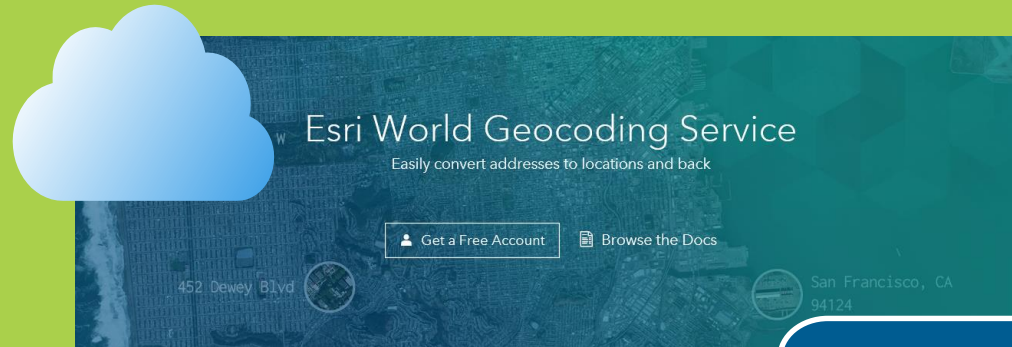 Esri World Geocoding Service
Easily convert addresses to locations and back
Get a Free Account
Browse the Docs
452 Dewey Blvd
San Francisco, CA
94124